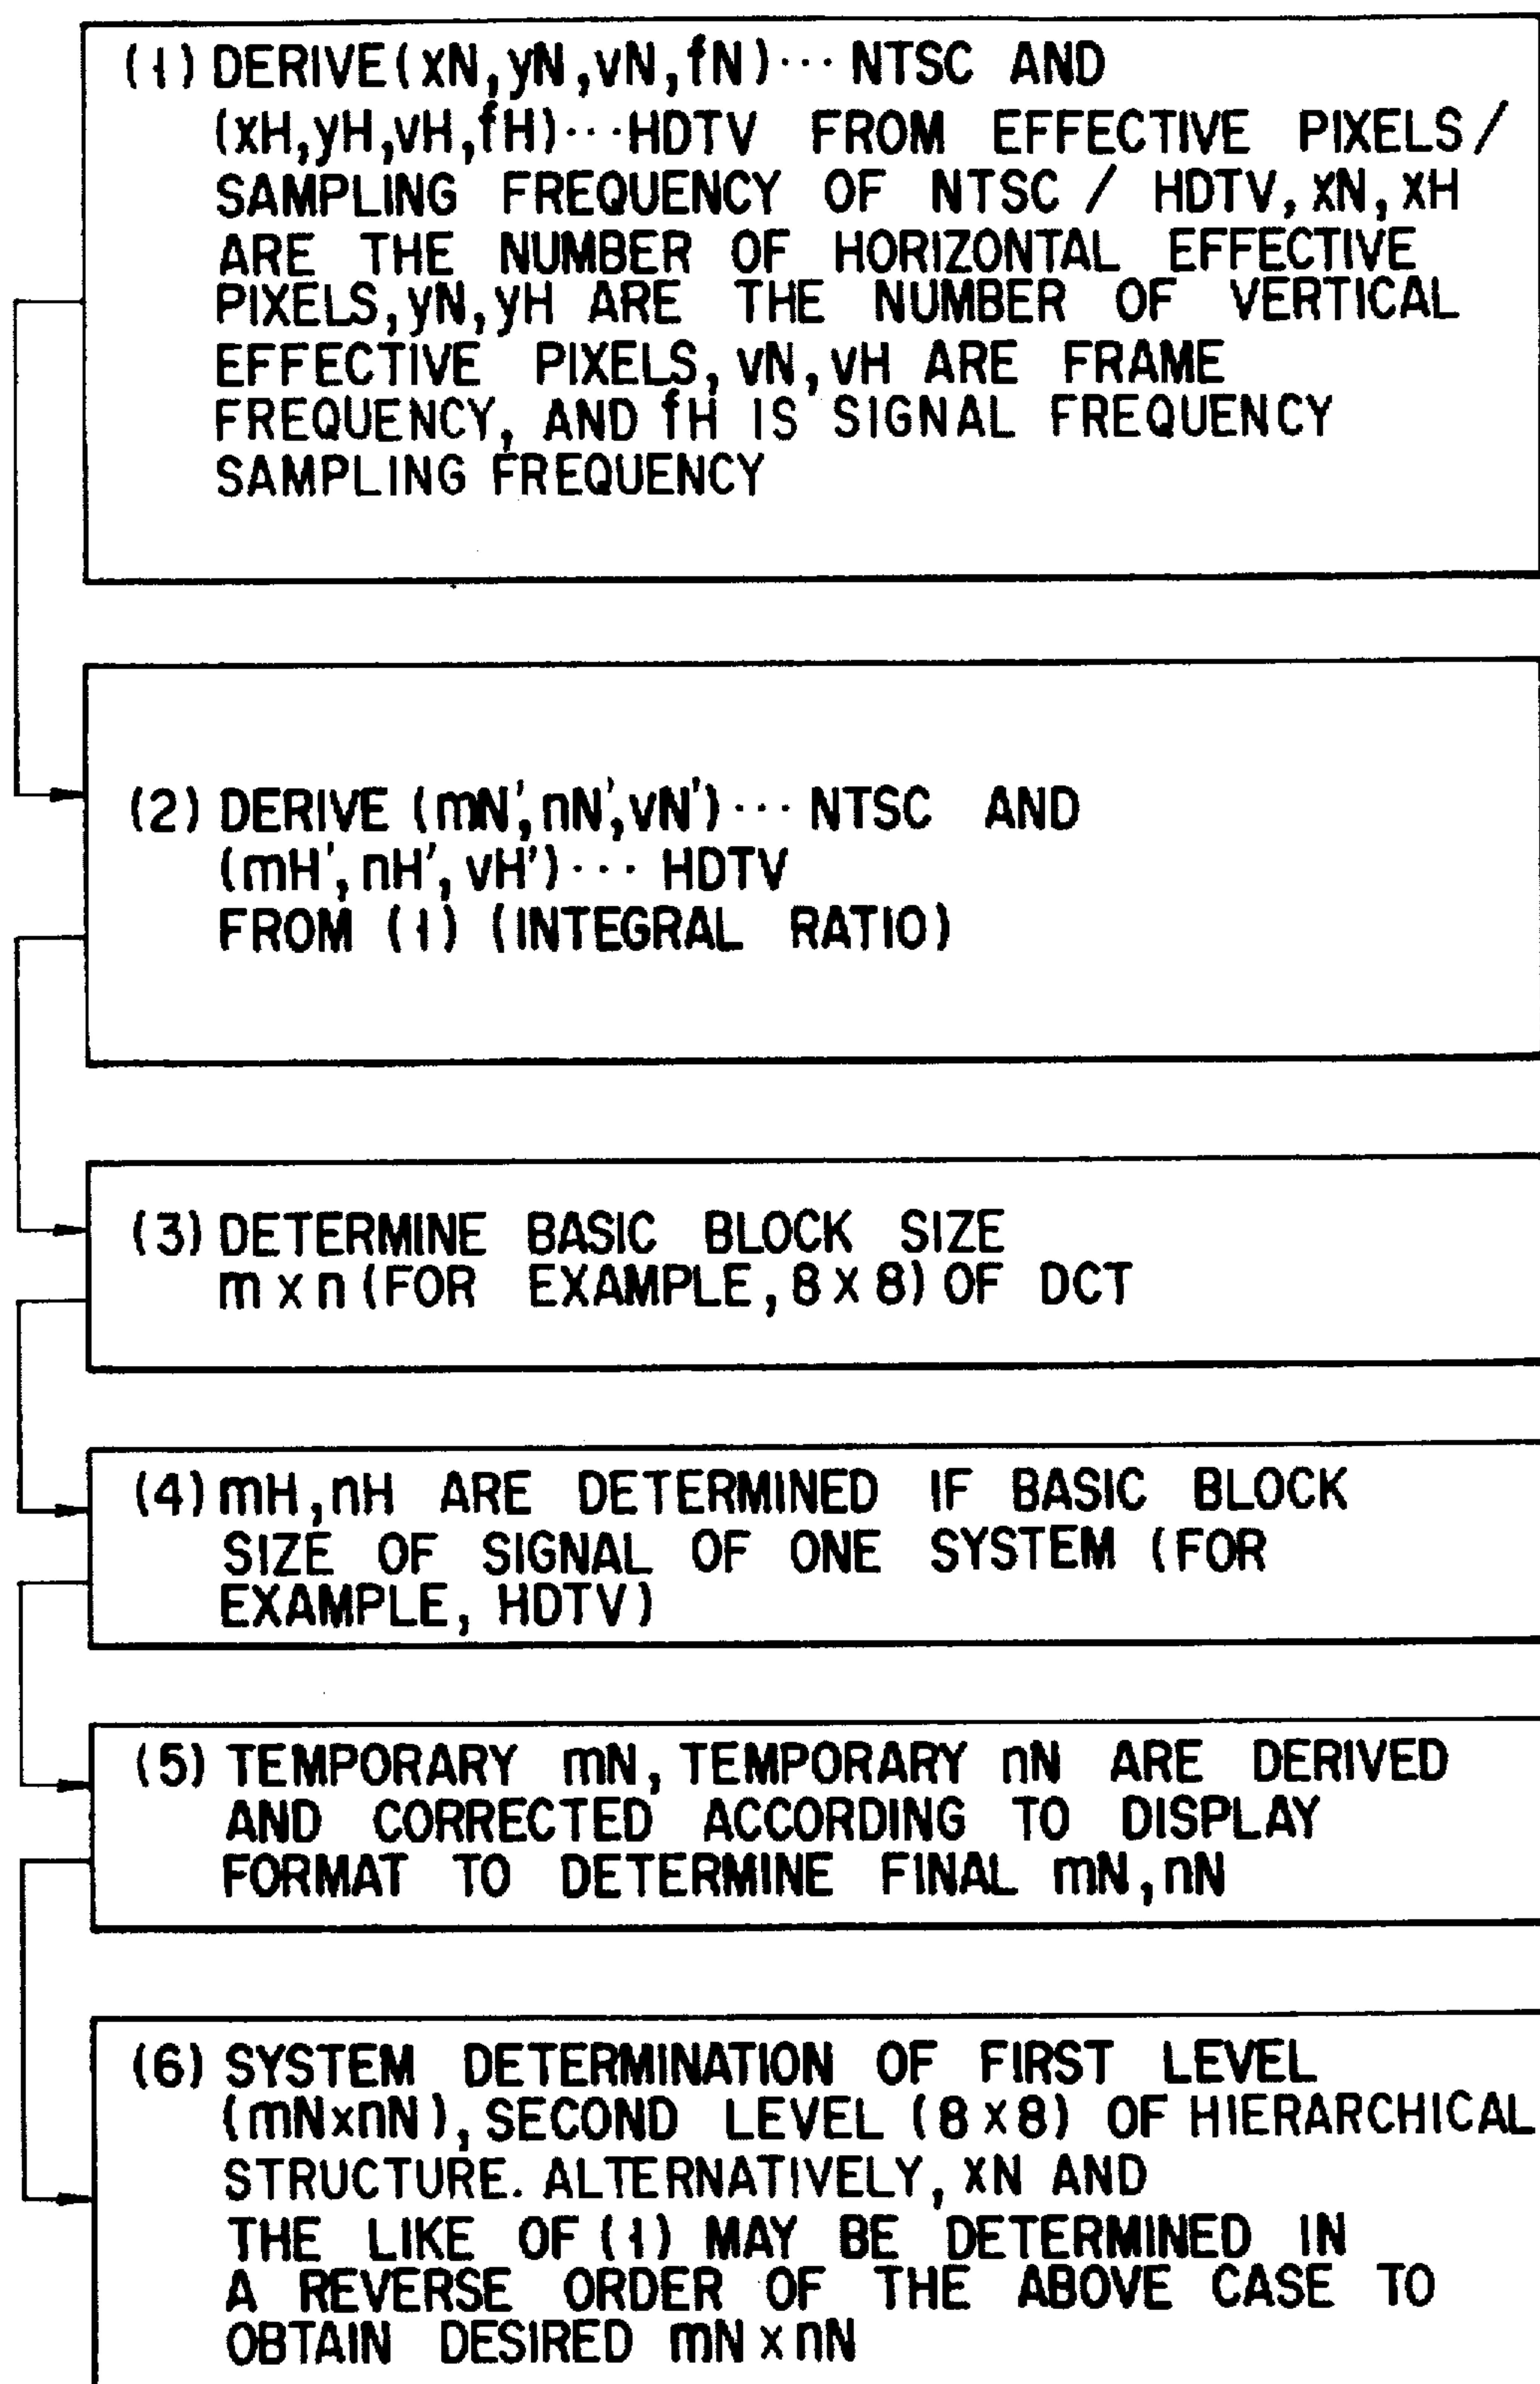 (1) DERIVE (xN, yN, vN, fN)··· NTSC AND
(xH, yH, vH, fH)··· HDTV FROM EFFECTIVE PIXELS /
SAMPLING FREQUENCY OF NTSC / HDTV, xN, xH
ARE THE NUMBER OF HORIZONTAL EFFECTIVE
PIXELS, yN, yH ARE THE NUMBER OF VERTICAL
EFFECTIVE PIXELS, vN, vH ARE FRAME
FREQUENCY, AND fH IS SIGNAL FREQUENCY
SAMPLING FREQUENCY
(2) DERIVE (mN', nN', vN')··· NTSC AND
(mH', nH', vH')··· HDTV
FROM (1) (INTEGRAL RATIO)
(3) DETERMINE BASIC BLOCK SIZE
m x n (FOR EXAMPLE, 8 x 8) OF DCT
(4) mH, nH ARE DETERMINED IF BASIC BLOCK
SIZE OF SIGNAL OF ONE SYSTEM (FOR
EXAMPLE, HDTV)
(5) TEMPORARY mN, TEMPORARY nN ARE DERIVED
AND CORRECTED ACCORDING TO DISPLAY
FORMAT TO DETERMINE FINAL mN, nN
(6) SYSTEM DETERMINATION OF FIRST LEVEL
(mN x nN), SECOND LEVEL (8 x 8) OF HIERARCHICAL
STRUCTURE. ALTERNATIVELY, xN AND
THE LIKE OF (1) MAY BE DETERMINED IN
A REVERSE ORDER OF THE ABOVE CASE TO
OBTAIN DESIRED mN x nN